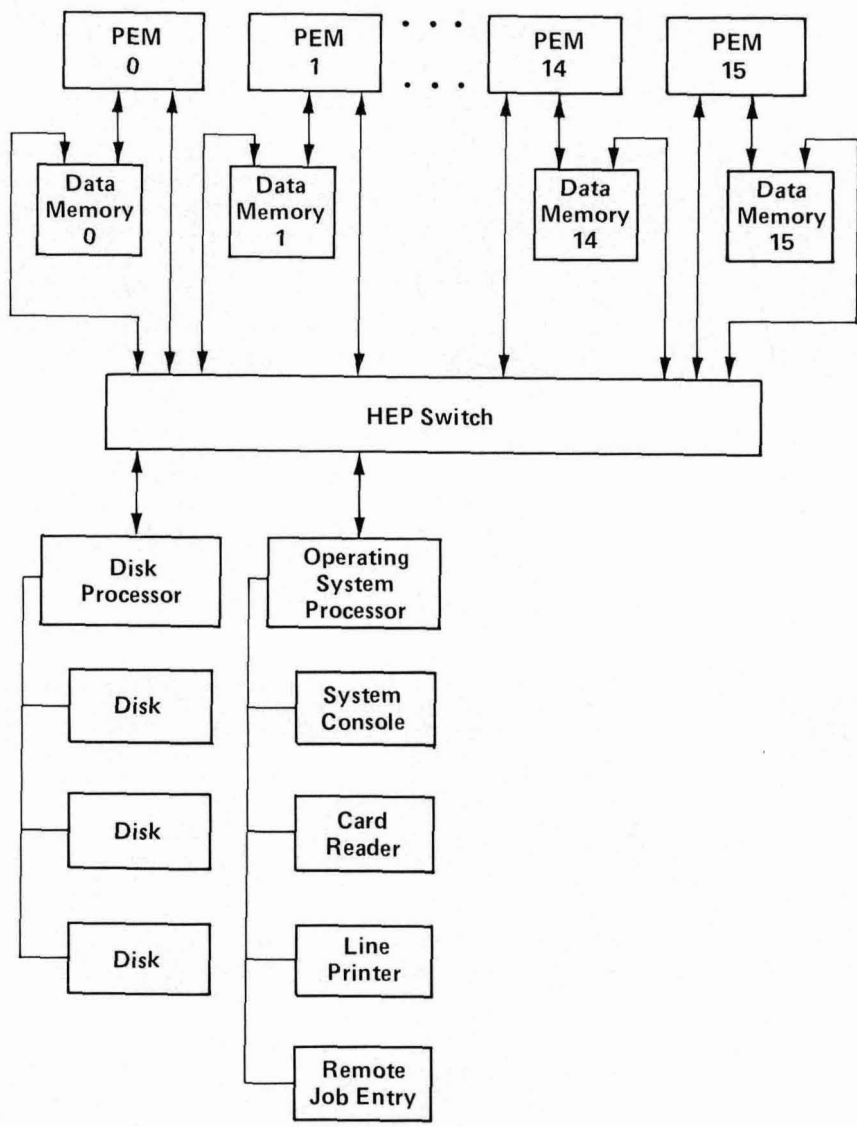 PEM
0
PEM
1
PEM
14
PEM
15
Data
Memory
0
Data
Memory
1
Data
Memory
14
Data
Memory
15
HEP Switch
Disk
Processor
Operating
System
Processor
Disk
System
Console
Disk
Card
Reader
Disk
Line
Printer
Remote
Job Entry